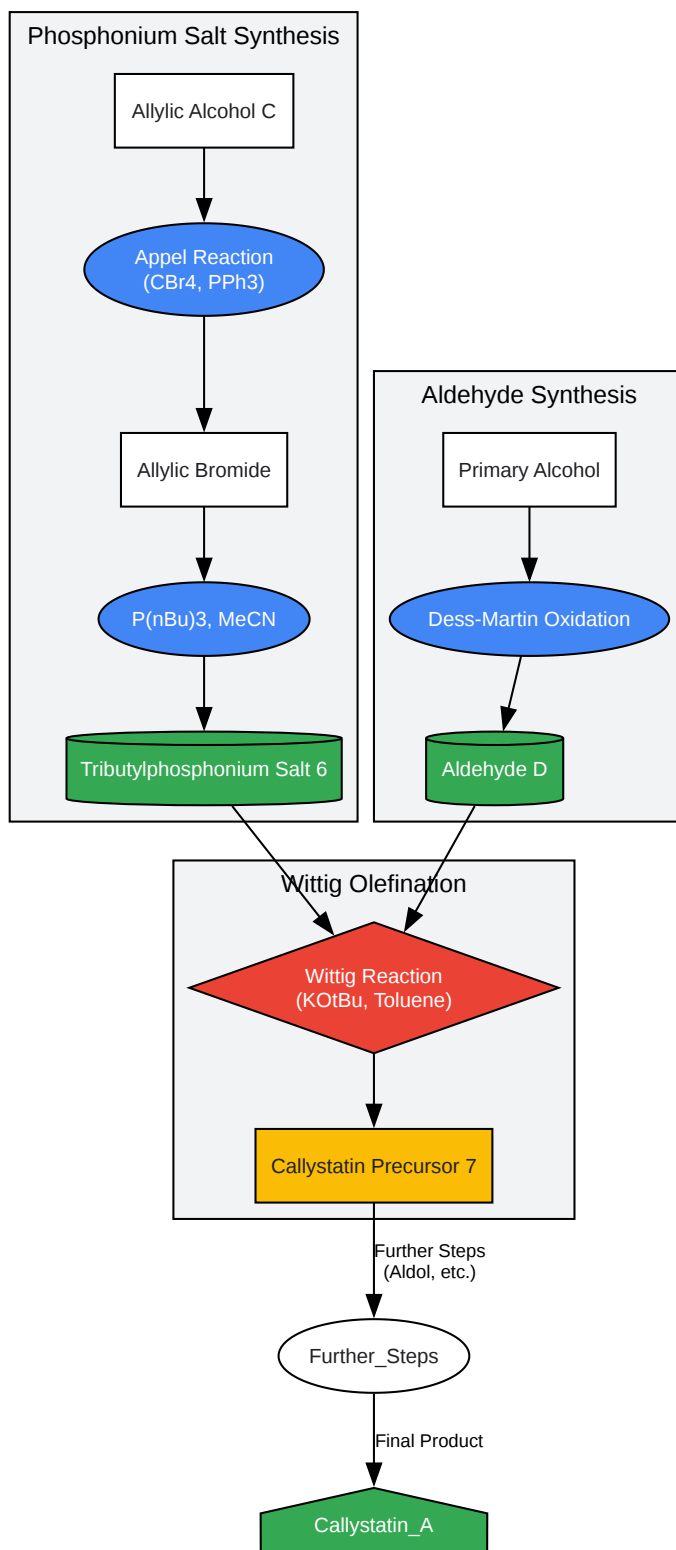 Phosphonium Salt Synthesis
Allylic Alcohol C
Appel Reaction
(CBr4, PPh3)
Allylic Bromide
P(nBu)3, MeCN
Tributylphosphonium Salt 6
Aldehyde Synthesis
Primary Alcohol
Dess-Martin Oxidation
Aldehyde D
Wittig Olefination
Wittig Reaction
(KOtBu, Toluene)
Callystatin Precursor 7
Further Steps
(Aldol, etc.)
Further_Steps
Final Product
Callystatin_A